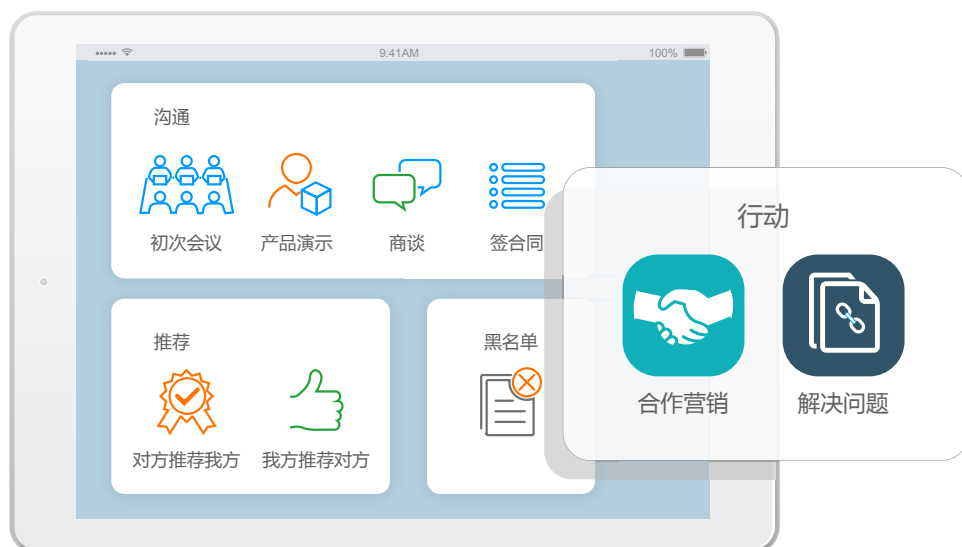 9:41AM
100%
沟通
初次会议
产品演示
商谈
签合同
行动
合作营销
解决问题
推荐
对方推荐我方
我方推荐对方
黑名单